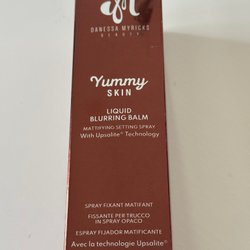 DANESSA MYRICKS
BEAUTY
Yummy
SKIN
LIQUID
BLURRING BALM
MATTIFYING SETTING SPRAY
With Upsalite® Technology
SPRAY FIXANT MATIFANT
FISSANTE PER TRUCCO
IN SPRAY OPACO
ESPRAY FIJADOR MATIFICANTE
Avec la technologie Upsalite®